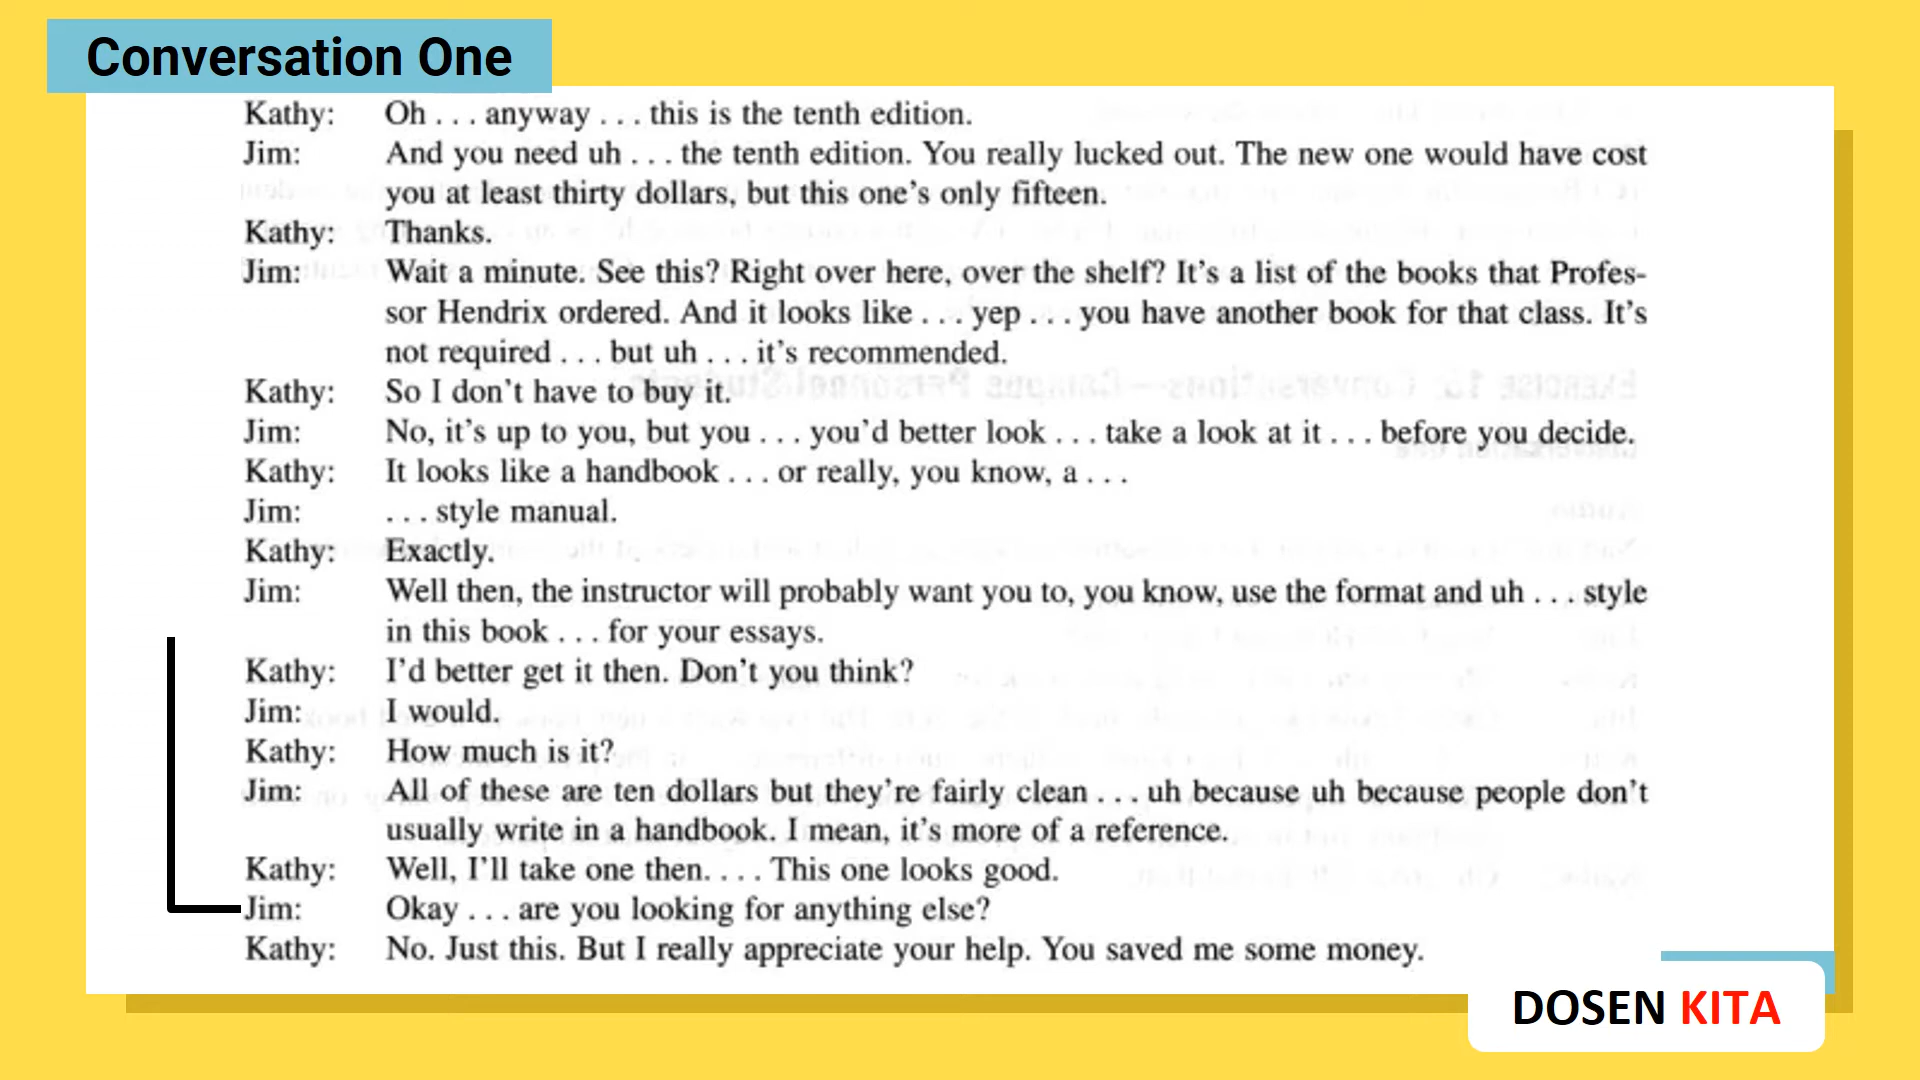 Conversation One
Kathy: Oh . . . anyway . . . this is the tenth edition.
Jim: And you need uh . . . the tenth edition. You really lucked out. The new one would have cost
you at least thirty dollars, but this one's only fifteen.
Kathy: Thanks.
Jim: Wait a minute. See this? Right over here, over the shelf? It's a list of the books that Profes-
sor Hendrix ordered. And it looks like . . . yep . . . you have another book for that class. It's
not required . . . but uh . . . it's recommended.
Kathy: So I don't have to buy it.
Jim: No, it's up to you, but you . . . you'd better look . . . take a look at it . . . before you decide.
Kathy: It looks like a handbook . . . or really, you know, a . . .
Jim: . . . style manual.
Kathy: Exactly.
Jim: Well then, the instructor will probably want you to, you know, use the format and uh . . . style
in this book . . . for your essays.
Kathy: I'd better get it then. Don't you think?
Jim: I would.
Kathy: How much is it?
Jim: All of these are ten dollars but they're fairly clean . . . uh because uh because people don't
usually write in a handbook. I mean, it's more of a reference.
Kathy: Well, I'll take one then. . . . This one looks good.
Jim: Okay . . . are you looking for anything else?
Kathy: No. Just this. But I really appreciate your help. You saved me some money.
DOSEN KITA